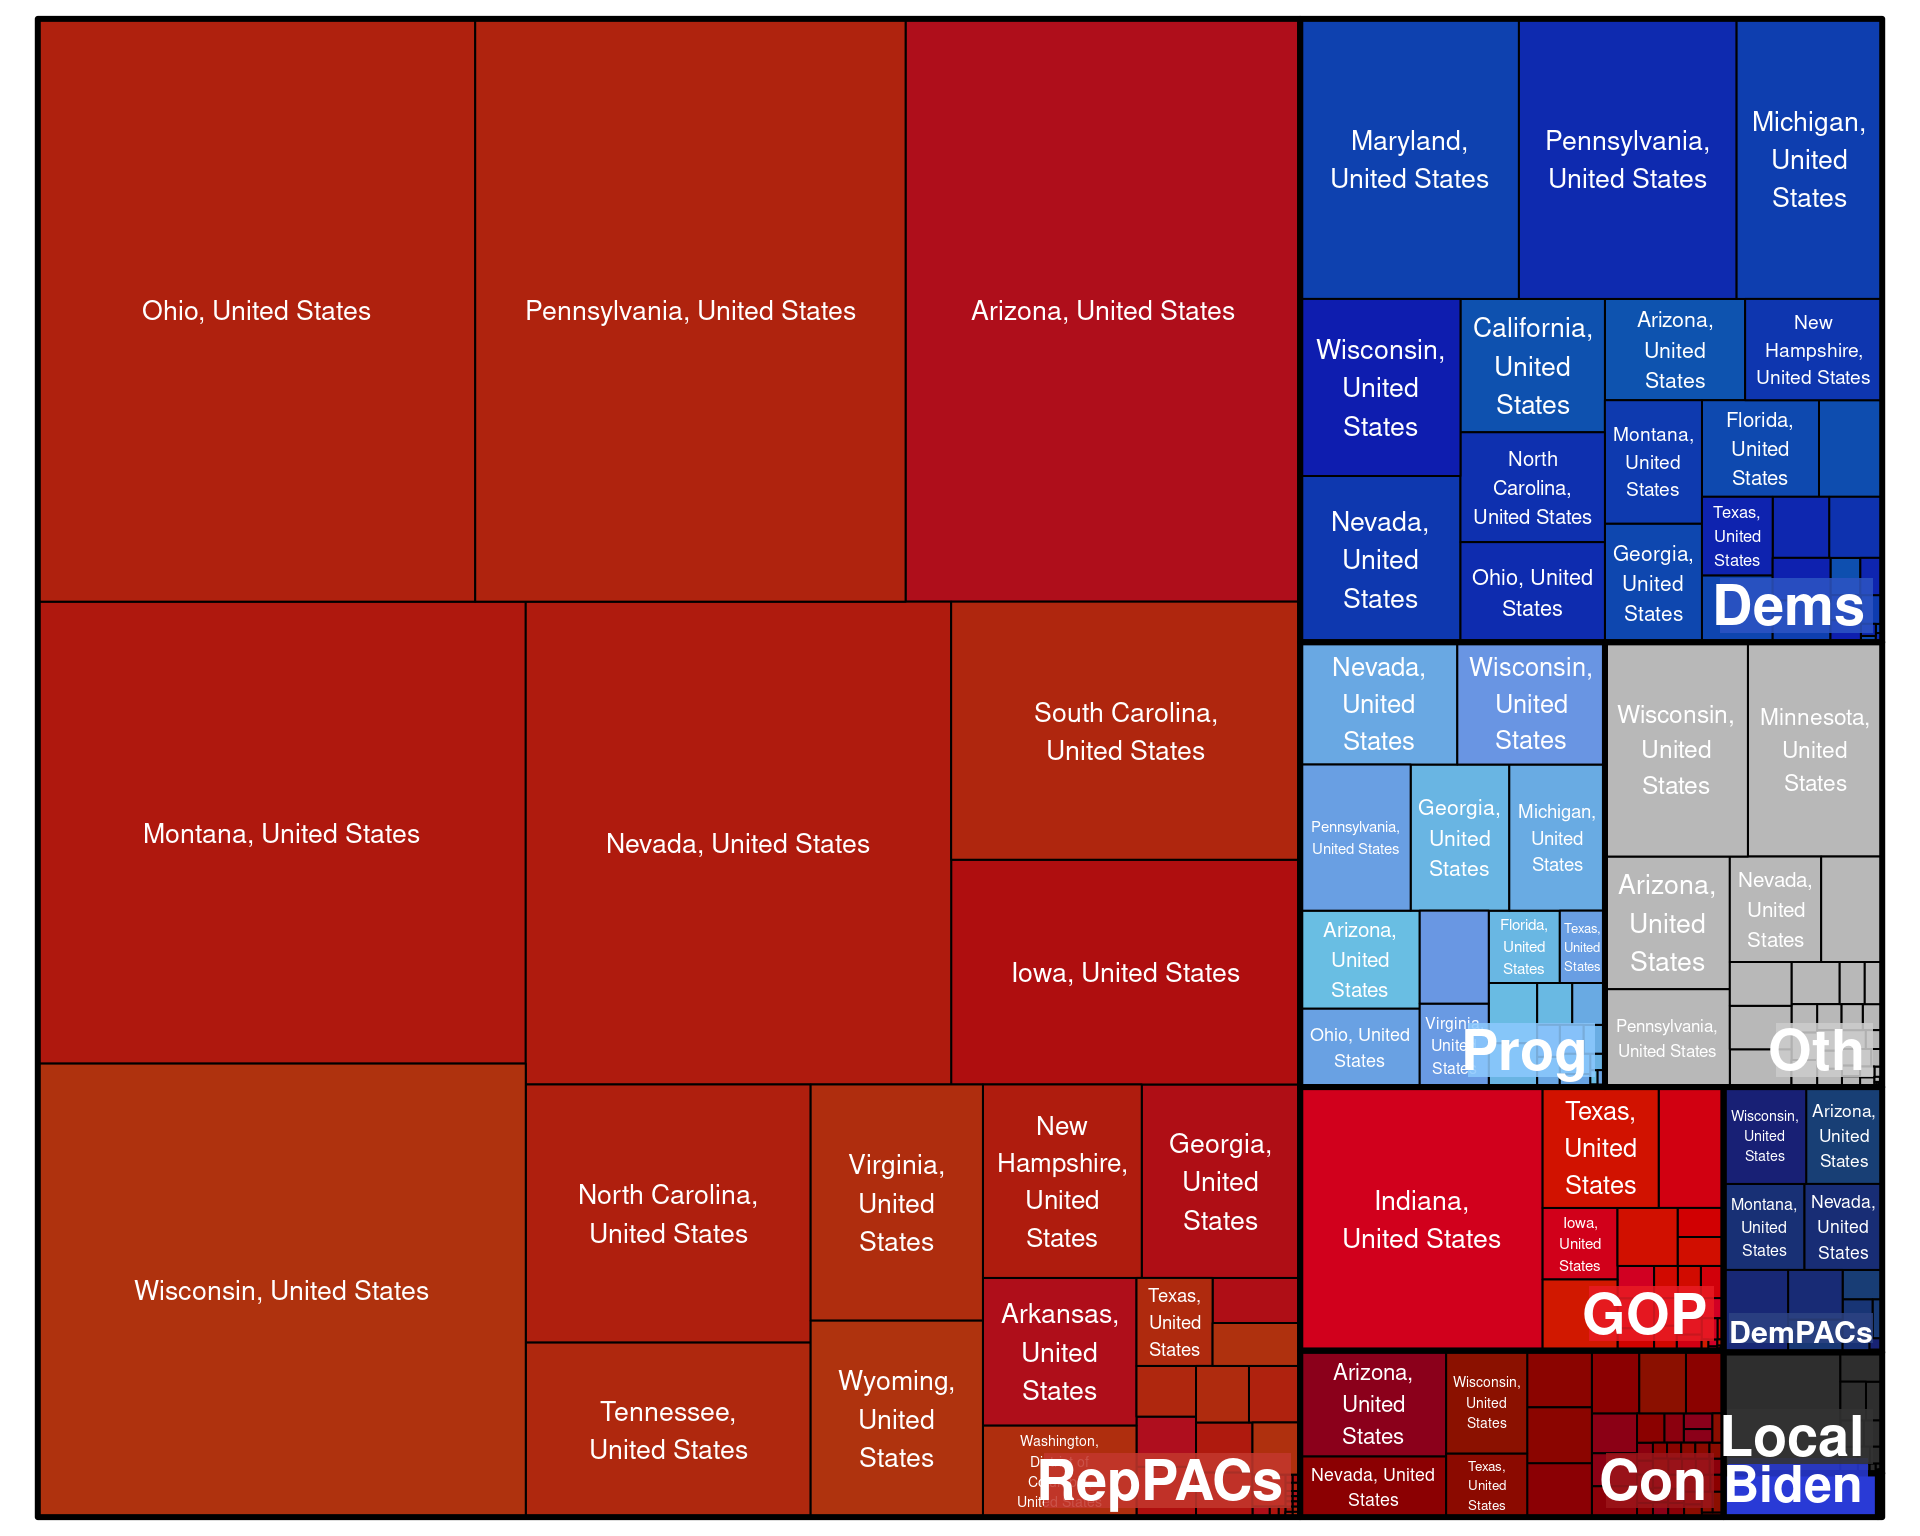 Ohio, United States
Pennsylvania, United States
Arizona, United States
Montana, United States
Nevada, United States
South Carolina,
United States
Iowa, United States
Wisconsin, United States
North Carolina,
United States
Tennessee,
United States
Virginia,
United
States
Wyoming,
United
States
New
Hampshire,
United
States
Georgia,
United
States
Arkansas,
United
States
Texas,
United
States
Washington,
United States
RepPACs
Maryland,
United States
Pennsylvania,
United States
Michigan,
United
States
Wisconsin,
United
States
Nevada,
United
States
California,
United
States
North
Carolina,
United States
Ohio, United
States
Arizona,
United
States
New
Hampshire,
United States
Montana,
United
States
Georgia,
United
States
Florida,
United
States
Texas,
United
States
Dems
Nevada,
United
States
Wisconsin,
United
States
Pennsylvania,
United States
Georgia,
United
States
Michigan,
United
States
Arizona,
United
States
Ohio, United
States
Virginia,
United
States
Florida,
United
States
Texas,
United
States
Prog
Wisconsin,
United
States
Minnesota,
United
States
Arizona,
United
States
Nevada,
United
States
Pennsylvania,
United States
Oth
Indiana,
United States
Texas,
United
States
Iowa,
United
States
GOP
Wisconsin,
United
States
Arizona,
United
States
Montana,
United
States
Nevada,
United
States
DemPACs
Arizona,
United
States
Nevada, United
States
Wisconsin,
United
States
Texas,
United
States
Con
Local
Biden